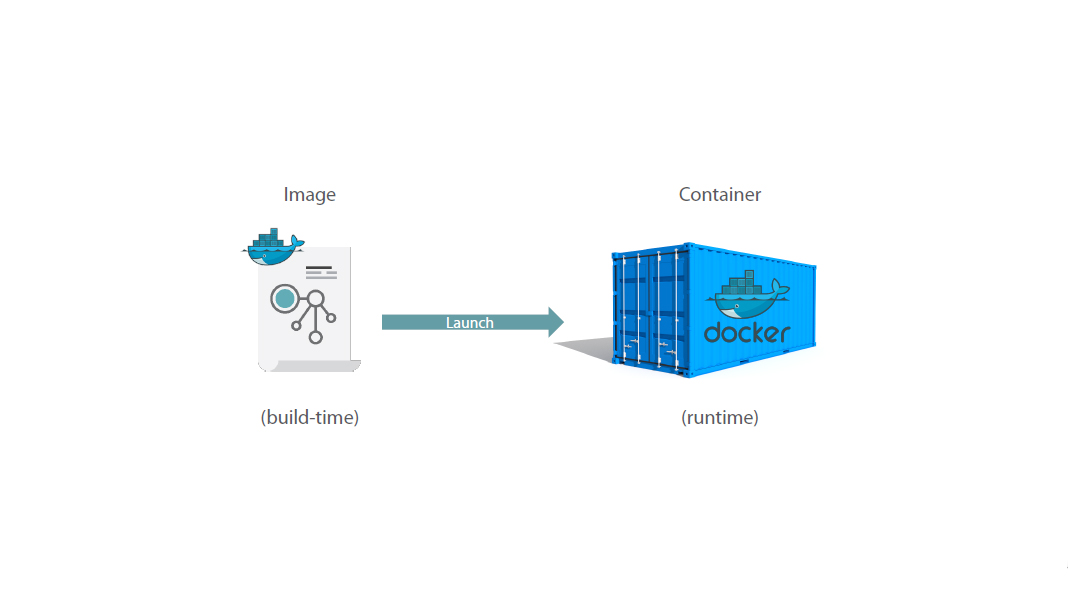 Image
Container
Launch
docker
(build-time)
(runtime)